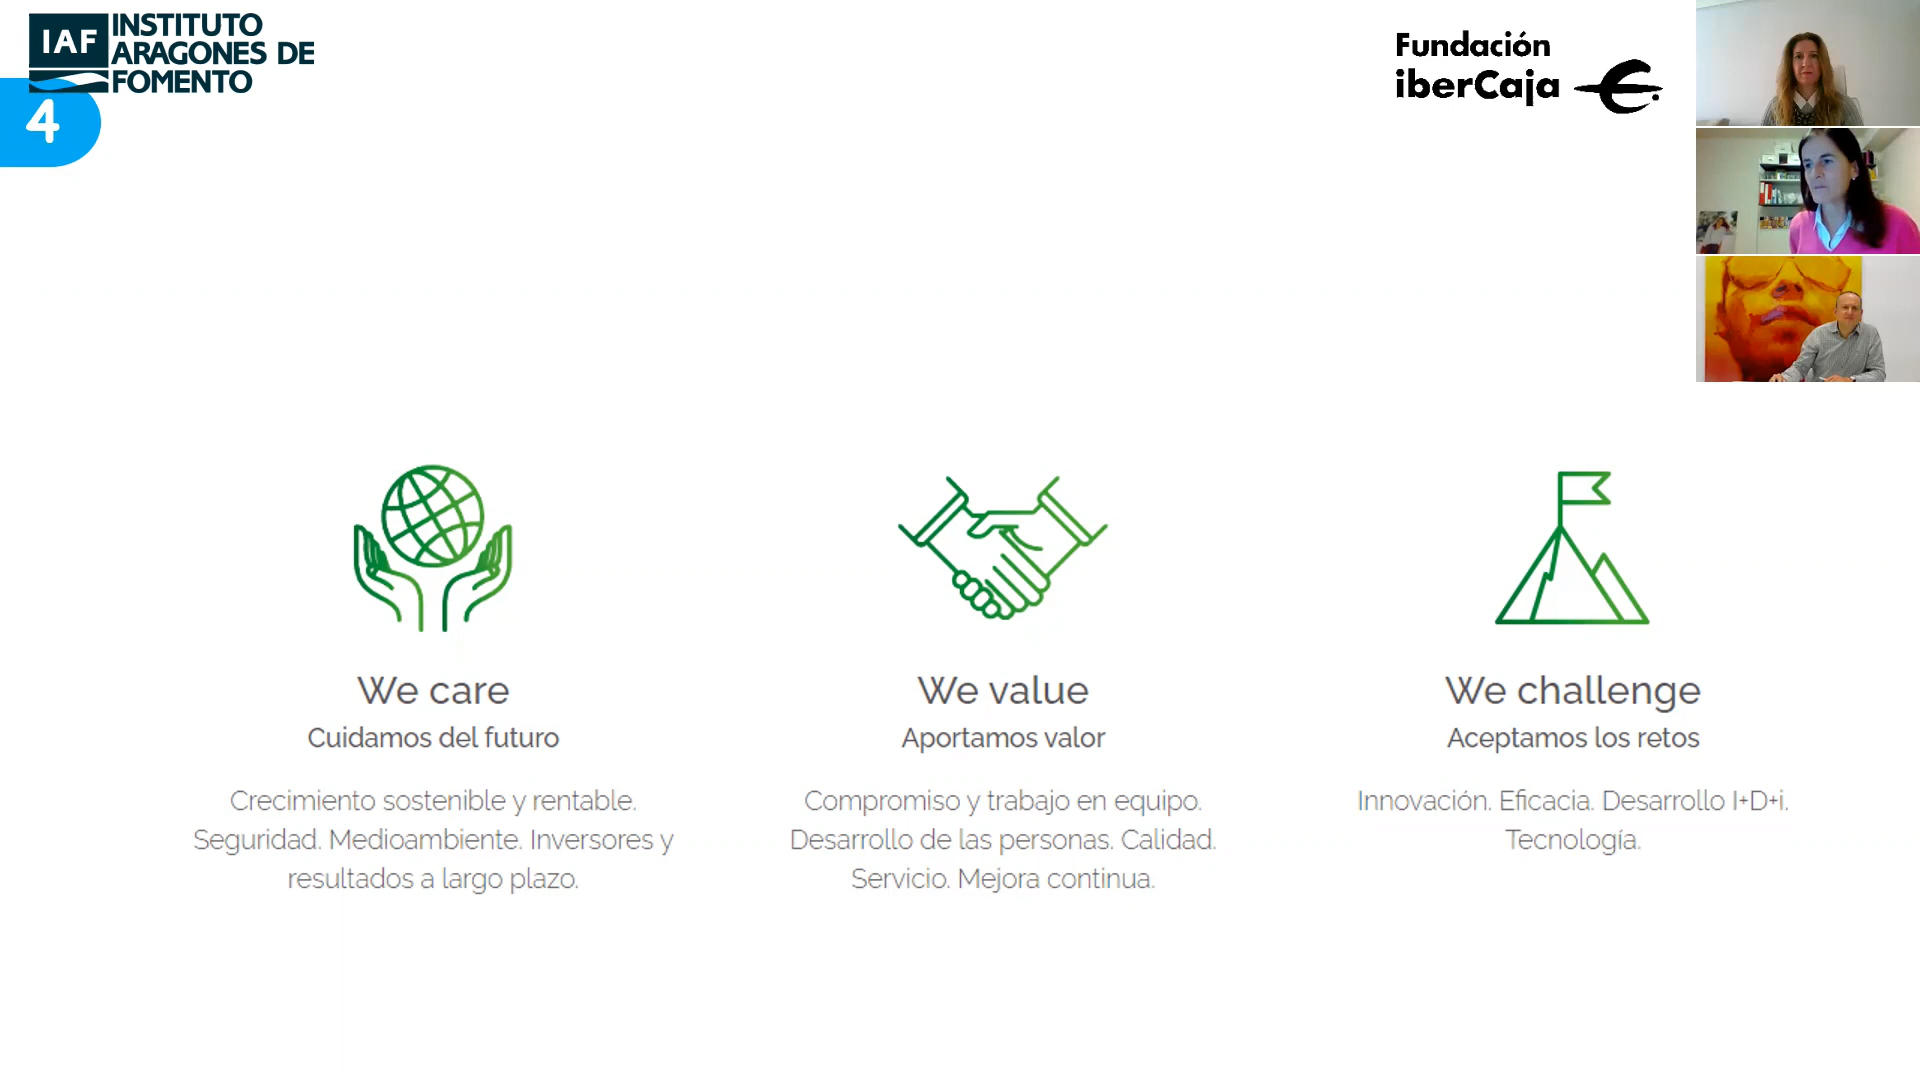 IAF INSTITUTO
ARAGONES DE
FOMENTO
4
Fundación
iberCaja
We care
Cuidamos del futuro
Crecimiento sostenible y rentable.
Seguridad. Medioambiente. Inversores y
resultados a largo plazo.
We value
Aportamos valor
Compromiso y trabajo en equipo.
Desarrollo de las personas. Calidad.
Servicio. Mejora continua.
We challenge
Aceptamos los retos
Innovación. Eficacia. Desarrollo I+D+i.
Tecnología.